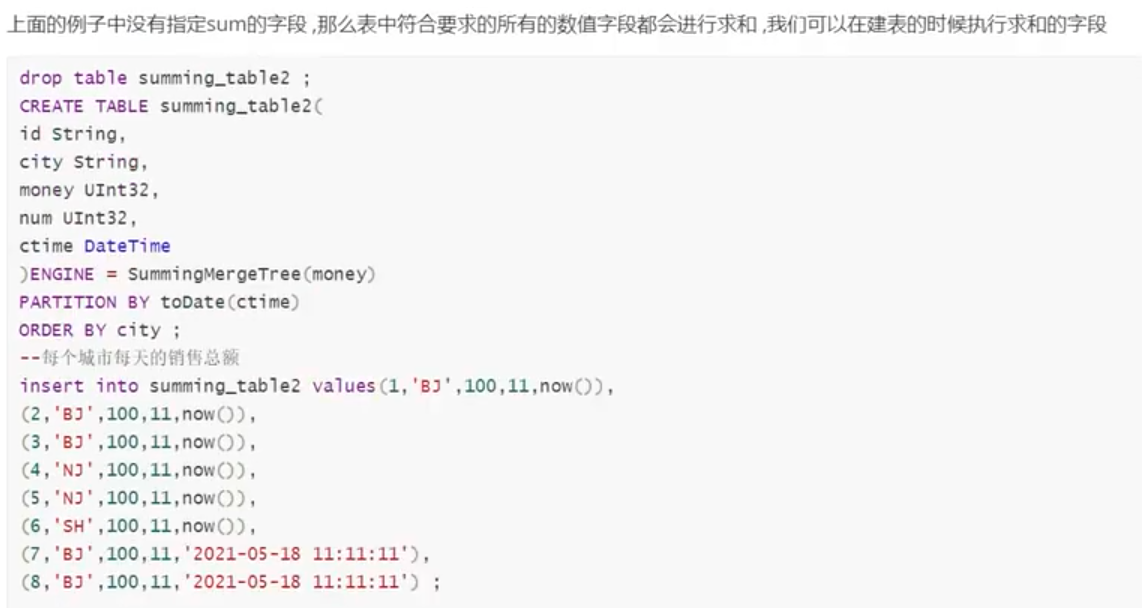 上面的例子中没有指定sum的字段 ,那么表中符合要求的所有的数值字段都会进行求和 ,我们可以在建表的时候执行求和的字段
drop table summing_table2 ;
CREATE TABLE summing_table2(
id String,
city String,
money UInt32,
num UInt32,
ctime DateTime
)ENGINE = SummingMergeTree(money)
PARTITION BY toDate(ctime)
ORDER BY city ;
--每个城市每天的销售总额
insert into summing_table2 values(1,'BJ',100,11,now()),
(2,'BJ',100,11,now()),
(3,'BJ',100,11,now()),
(4,'NJ',100,11,now()),
(5,'NJ',100,11,now()),
(6,'SH',100,11,now()),
(7,'BJ',100,11,'2021-05-18 11:11:11'),
(8,'BJ',100,11,'2021-05-18 11:11:11') ;